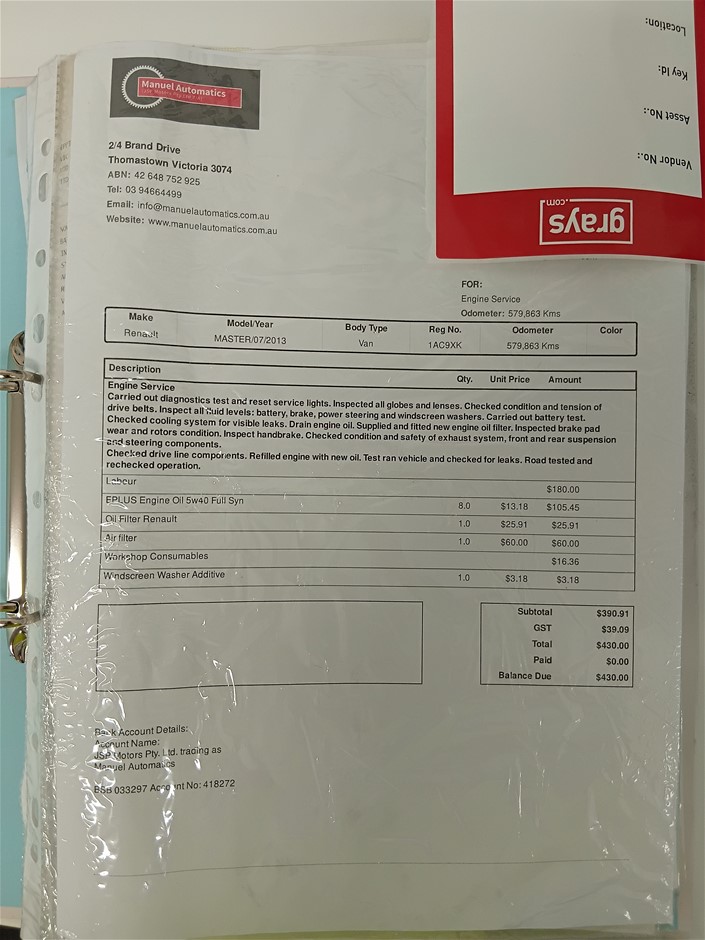 Manuel Automatics
2/4 Brand Drive
Thomastown Victoria 3074
ABN: 42 648 752 925
Tel: 03 94664499
Email: info@manuelautomatics.com.au
Website: www.manuelautomatics.com.au
Location:
Key Id:
Asset No.:
Vendor No.:
grays
.com
FOR:
Engine Service
Odometer: 579,863 Kms
Make Model/Year Body Type Reg No. Odometer Color
Renault MASTER/07/2013 Van 1AC9XK 579,863 Kms
Description Qty. Unit Price Amount
Engine Service
Carried out diagnostics test and reset service lights. Inspected all globes and lenses. Checked condition and tension of
drive belts. Inspect all fluid levels: battery, brake, power steering and windscreen washers. Carried out battery test.
Checked cooling system for visible leaks. Drain engine oil. Supplied and fitted new engine oil filter. Inspected brake pad
wear and rotors condition. Inspect handbrake. Checked condition and safety of exhaust system, front and rear suspension
and steering components.
Checked drive line components. Refilled engine with new oil. Test ran vehicle and checked for leaks. Road tested and
rechecked operation.
Labour $180.00
EPLUS Engine Oil 5w40 Full Syn 8.0 $13.18 $105.45
Oil Filter Renault 1.0 $25.91 $25.91
Air filter 1.0 $60.00 $60.00
Workshop Consumables $16.36
Windscreen Washer Additive 1.0 $3.18 $3.18
Subtotal $390.91
GST $39.09
Total $430.00
Paid $0.00
Balance Due $430.00
Bank Account Details:
Account Name:
JSP Motors Pty. Ltd. trading as
Manuel Automatics
BSB 033297 Account No: 418272